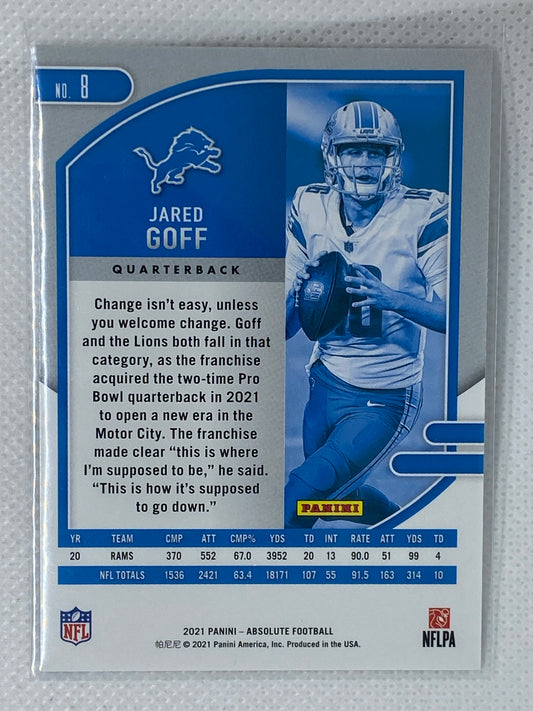 NO. 8
LIONS
JARED
GOFF
QUARTERBACK
Change isn't easy, unless
you welcome change. Goff
and the Lions both fall in that
category, as the franchise
acquired the two-time Pro
Bowl quarterback in 2021
to open a new era in the
Motor City. The franchise
made clear “this is where
I'm supposed to be,” he said.
“This is how it's supposed
to go down.”
PANINI
YR TEAM CMP ATT CMP% YDS TD INT RATE ATT YDS TD
20 RAMS 370 552 67.0 3952 20 13 90.0 51 99 4
NFL TOTALS 1536 2421 63.4 18171 107 55 91.5 163 314 10
NFL
2021 PANINI – ABSOLUTE FOOTBALL
帕尼尼 © 2021 Panini America, Inc. Produced in the USA.
NFLPA